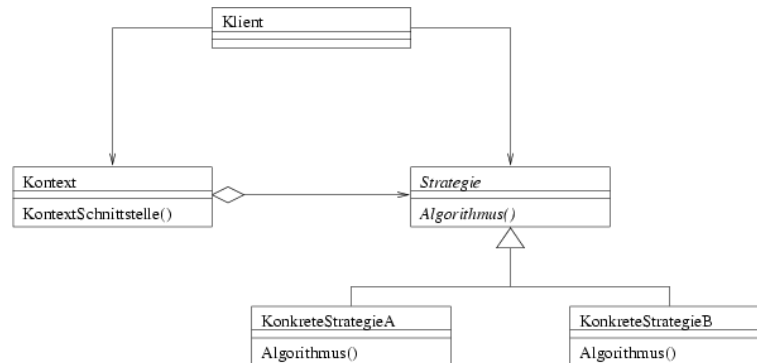 Klient
Kontext
KontextSchnittstelle()
Strategie
Algorithmus()
KonkreteStrategieA
Algorithmus()
KonkreteStrategieB
Algorithmus()